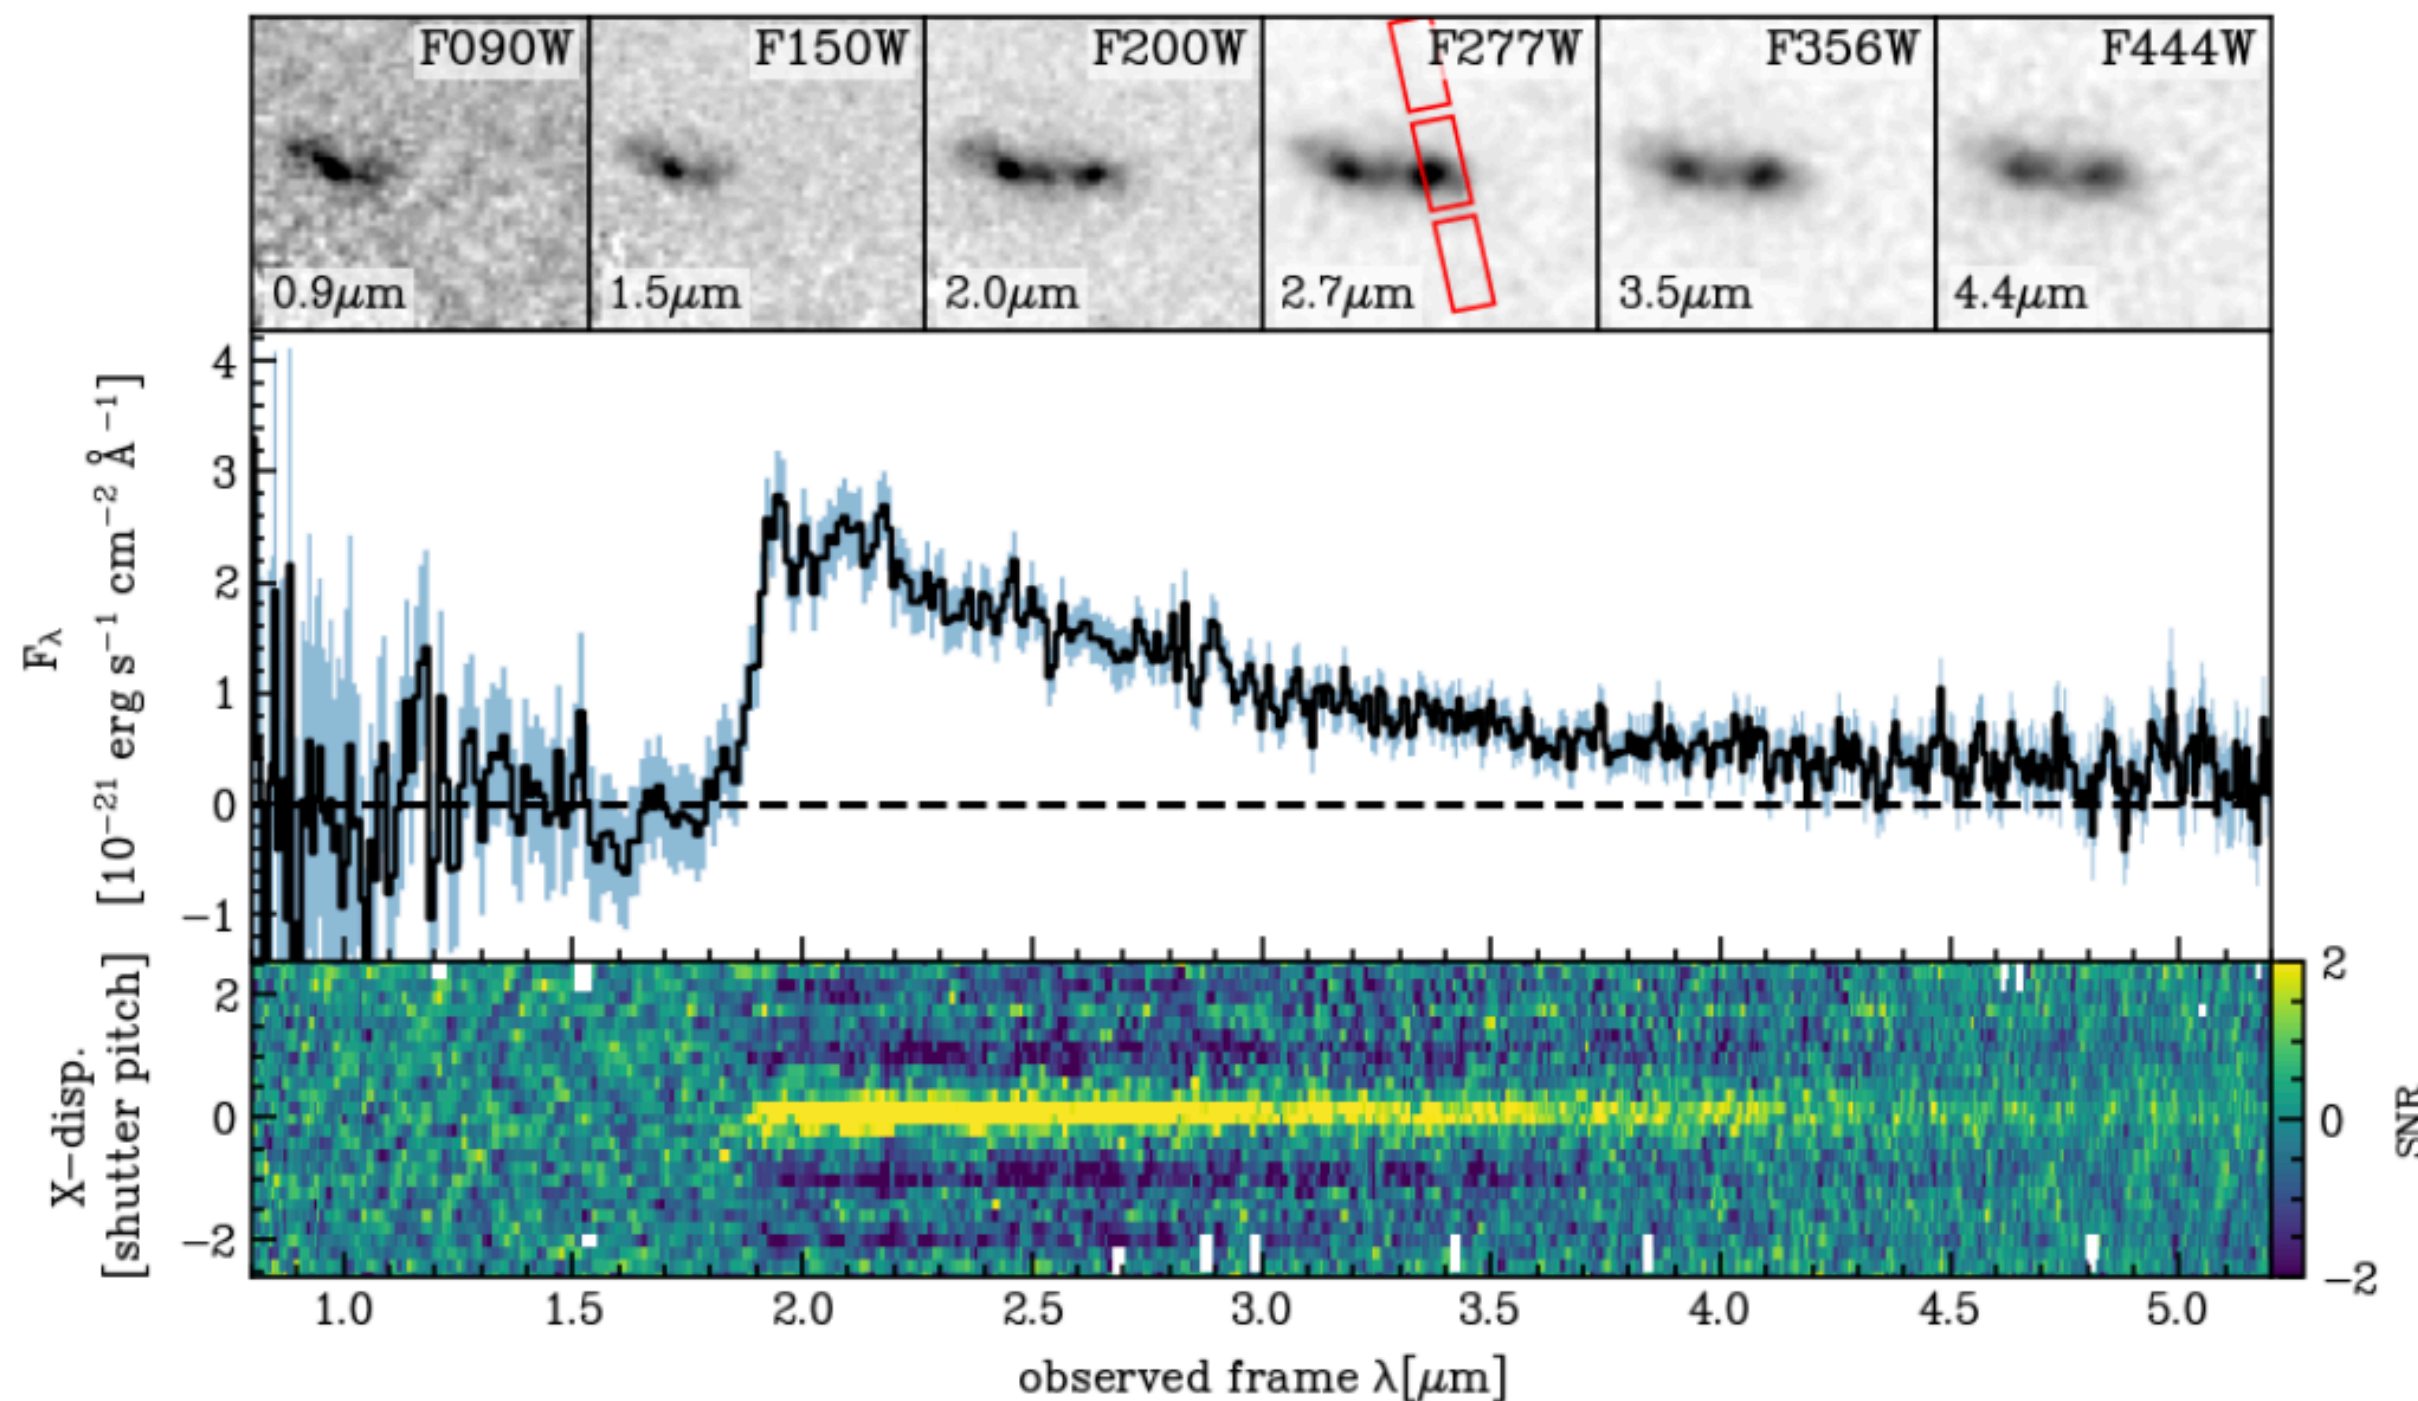 F090W F150W F200W F277W F356W F444W
0.9μm 1.5μm 2.0μm 2.7μm 3.5μm 4.4μm
F_λ
[10⁻²¹ erg s⁻¹ cm⁻² Å⁻¹]
4
3
2
1
0
−1
X−disp.
[shutter pitch]
2
0
−2
2
0
−2
SNR
1.0 1.5 2.0 2.5 3.0 3.5 4.0 4.5 5.0
observed frame λ[μm]